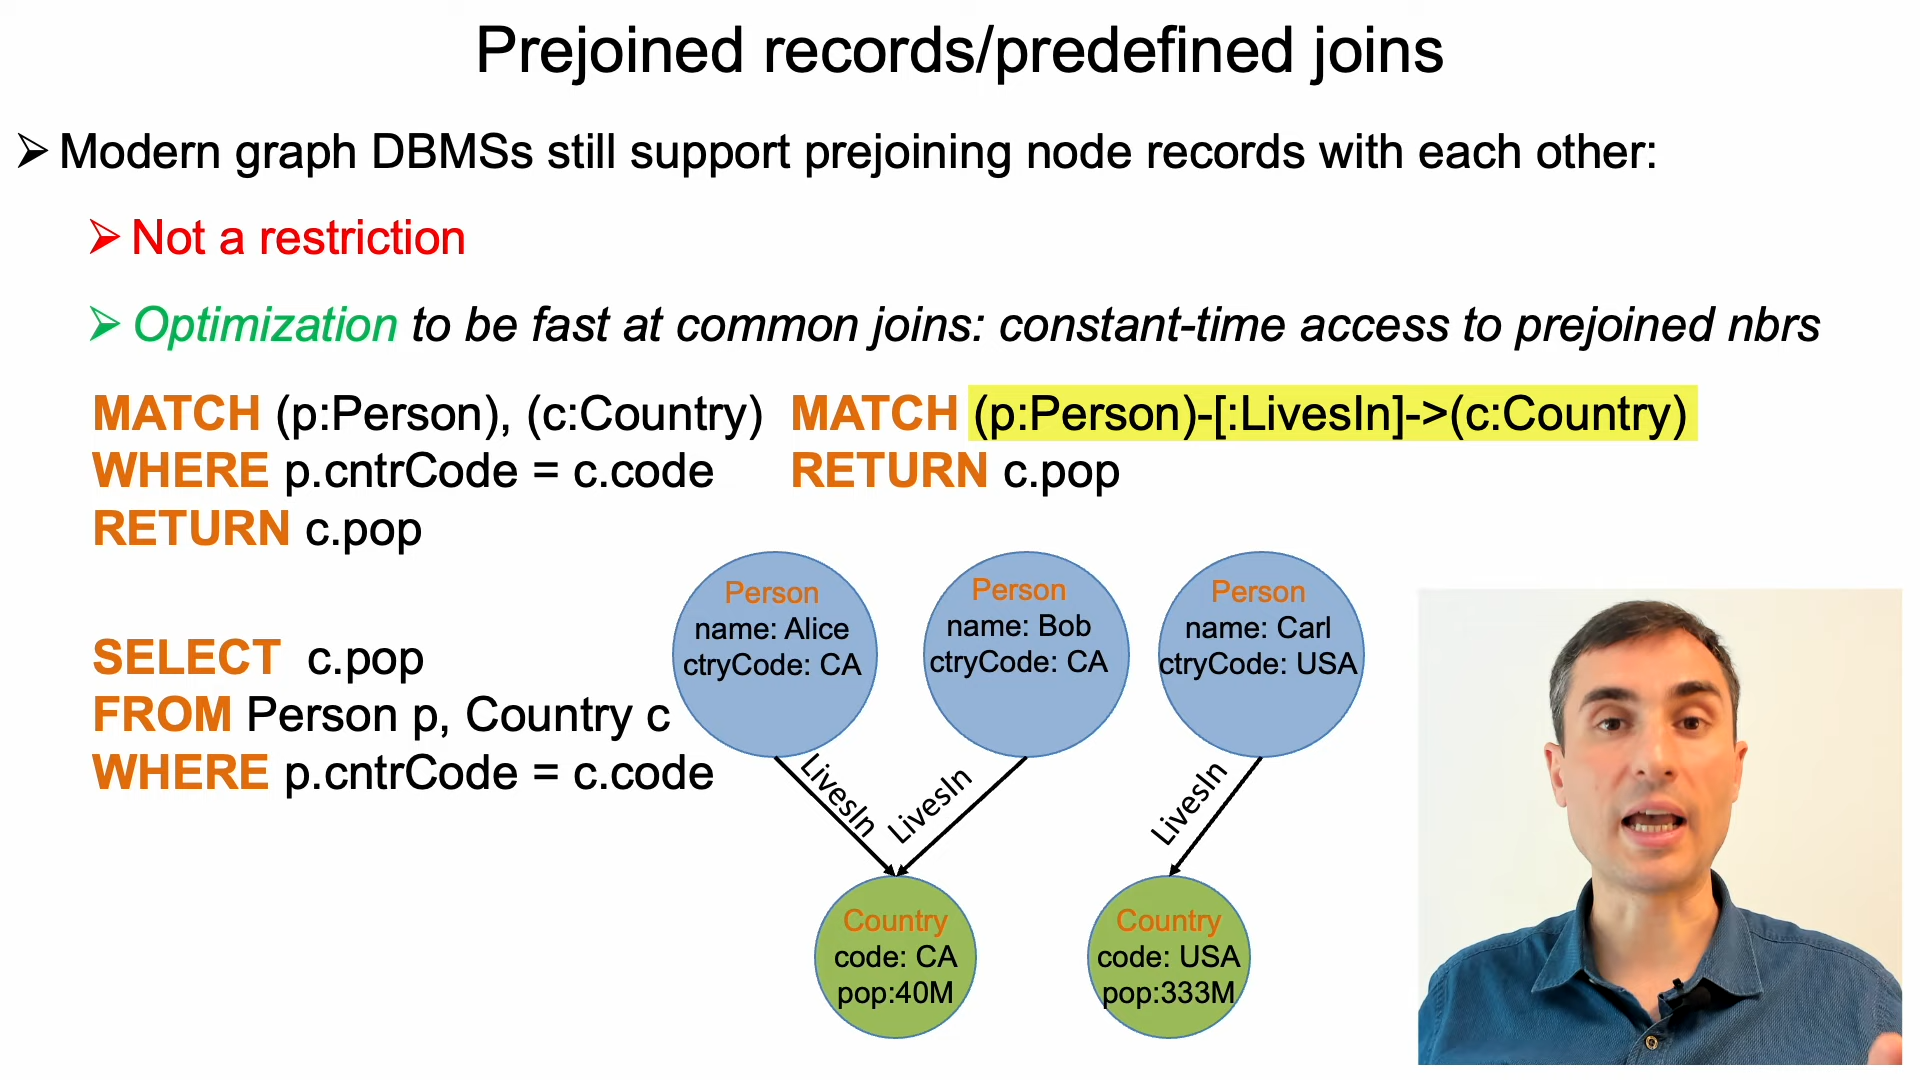 Prejoined records/predefined joins
Modern graph DBMSs still support prejoining node records with each other:
Not a restriction
Optimization to be fast at common joins: constant-time access to prejoined nbrs
MATCH (p:Person), (c:Country)
WHERE p.cntrCode = c.code
RETURN c.pop
MATCH (p:Person)-[:LivesIn]->(c:Country)
RETURN c.pop
SELECT c.pop
FROM Person p, Country c
WHERE p.cntrCode = c.code
Person
name: Alice
ctryCode: CA
Person
name: Bob
ctryCode: CA
Person
name: Carl
ctryCode: USA
LivesIn
LivesIn
LivesIn
Country
code: CA
pop:40M
Country
code: USA
pop:333M